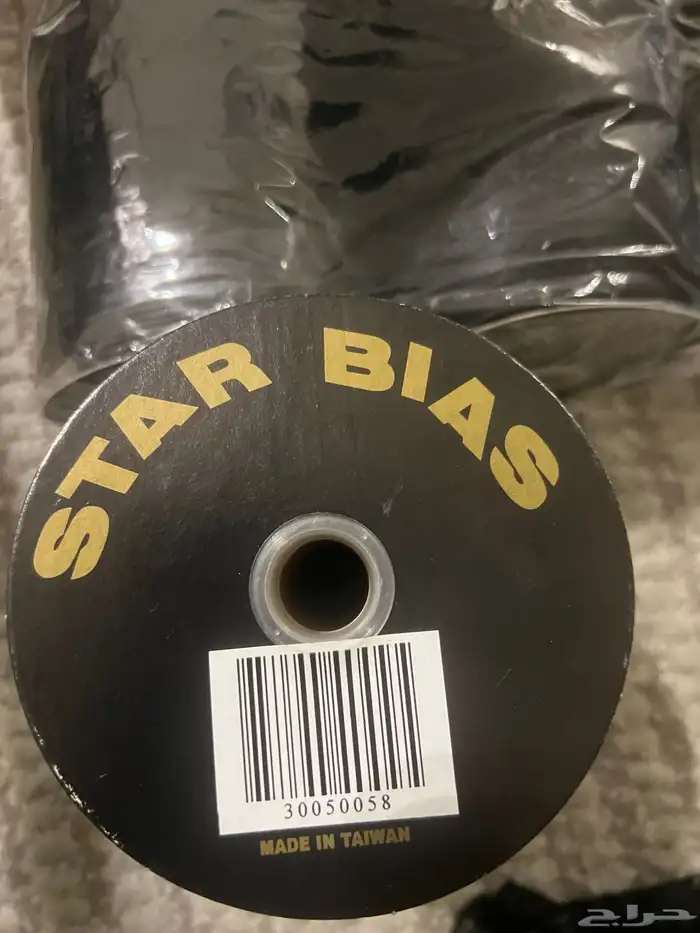 STAR BIAS
30050058
MADE IN TAIWAN
حراج